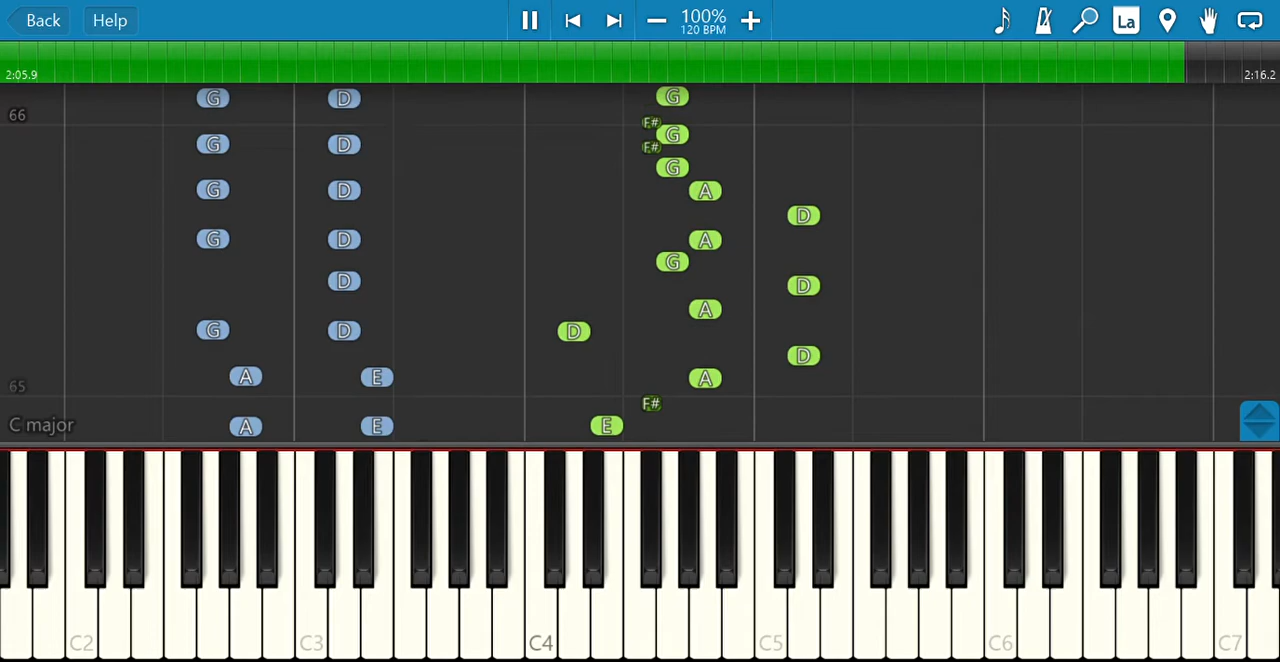 Back Help 100% La
120 BPM
2:05.9 2:16.2
G D G
66
F#
G D G
F#
G
G D A
D
G D A
G
D D
A
G D D
D
A E A
65
F#
C major A E E
C2 C3 C4 C5 C6 C7